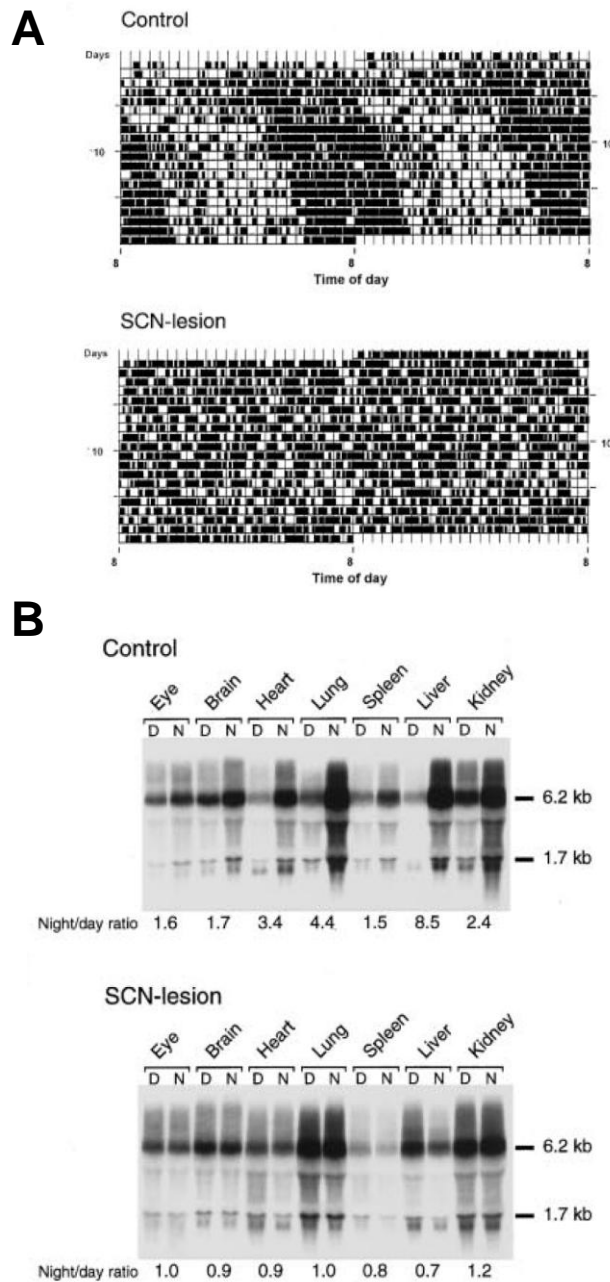 A
Control
Days
10
10
8 8 8
Time of day
SCN-lesion
Days
10
10
8 8 8
Time of day
B
Control
Eye Brain Heart Lung Spleen Liver Kidney
D N D N D N D N D N D N D N
6.2 kb
1.7 kb
Night/day ratio 1.6 1.7 3.4 4.4 1.5 8.5 2.4
SCN-lesion
Eye Brain Heart Lung Spleen Liver Kidney
D N D N D N D N D N D N D N
6.2 kb
1.7 kb
Night/day ratio 1.0 0.9 0.9 1.0 0.8 0.7 1.2